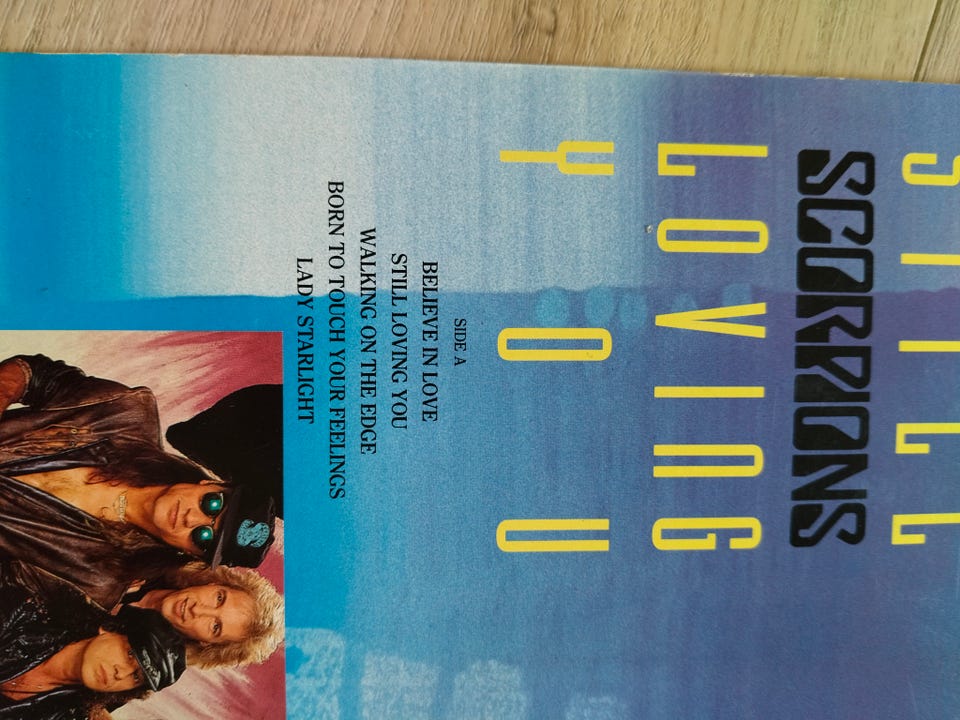 STILL
SCORPIONS
LOVING
YOU
SIDE A
BELIEVE IN LOVE
STILL LOVING YOU
WALKING ON THE EDGE
BORN TO TOUCH YOUR FEELINGS
LADY STARLIGHT